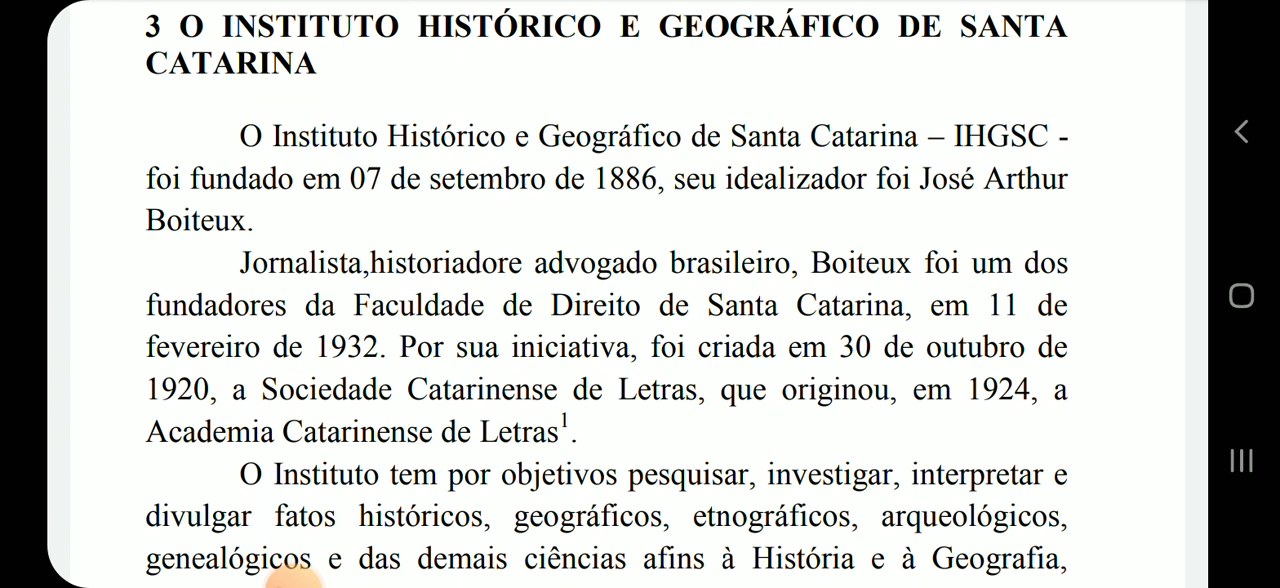 3 O INSTITUTO HISTÓRICO E GEOGRÁFICO DE SANTA
CATARINA
O Instituto Histórico e Geográfico de Santa Catarina – IHGSC -
foi fundado em 07 de setembro de 1886, seu idealizador foi José Arthur
Boiteux.
Jornalista,historiadore advogado brasileiro, Boiteux foi um dos
fundadores da Faculdade de Direito de Santa Catarina, em 11 de
fevereiro de 1932. Por sua iniciativa, foi criada em 30 de outubro de
1920, a Sociedade Catarinense de Letras, que originou, em 1924, a
Academia Catarinense de Letras¹.
O Instituto tem por objetivos pesquisar, investigar, interpretar e
divulgar fatos históricos, geográficos, etnográficos, arqueológicos,
genealógicos e das demais ciências afins à História e à Geografia,